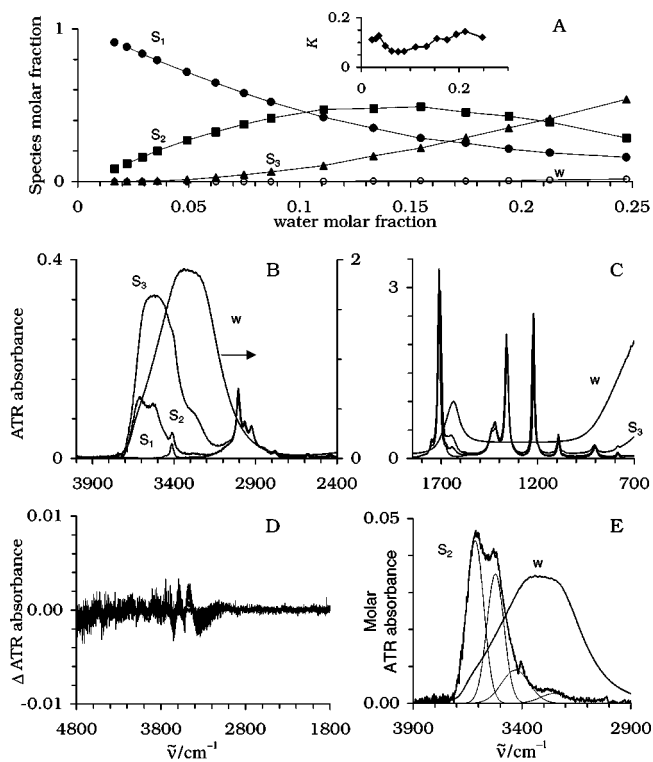 A
Species molar fraction
1
0
S1
S2
S3
w
K
0.2
0
0 0.2
0 0.05 0.1 0.15 0.2 0.25
water molar fraction
B
ATR absorbance
0.4
0
2
1
0
S3
w
S2
S1
3900 3400 2900 2400
C
3
0
w
S3
1700 1200 700
D
Δ ATR absorbance
0.01
0.00
-0.01
4800 3800 2800 1800
ṽ/cm⁻¹
E
Molar
ATR absorbance
0.05
0.00
S2
w
3900 3400 2900
ṽ/cm⁻¹